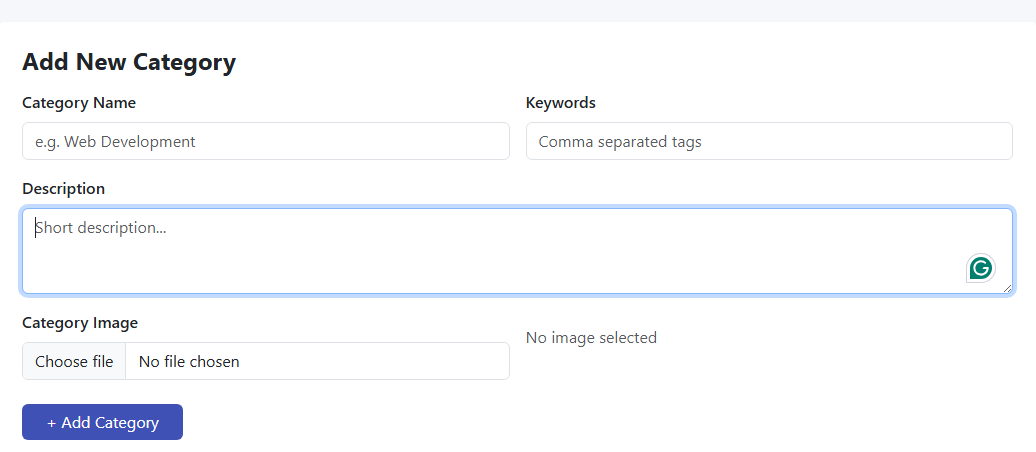 Add New Category
Category Name
Keywords
e.g. Web Development
Comma separated tags
Description
Short description...
Category Image
No image selected
Choose file
No file chosen
+ Add Category